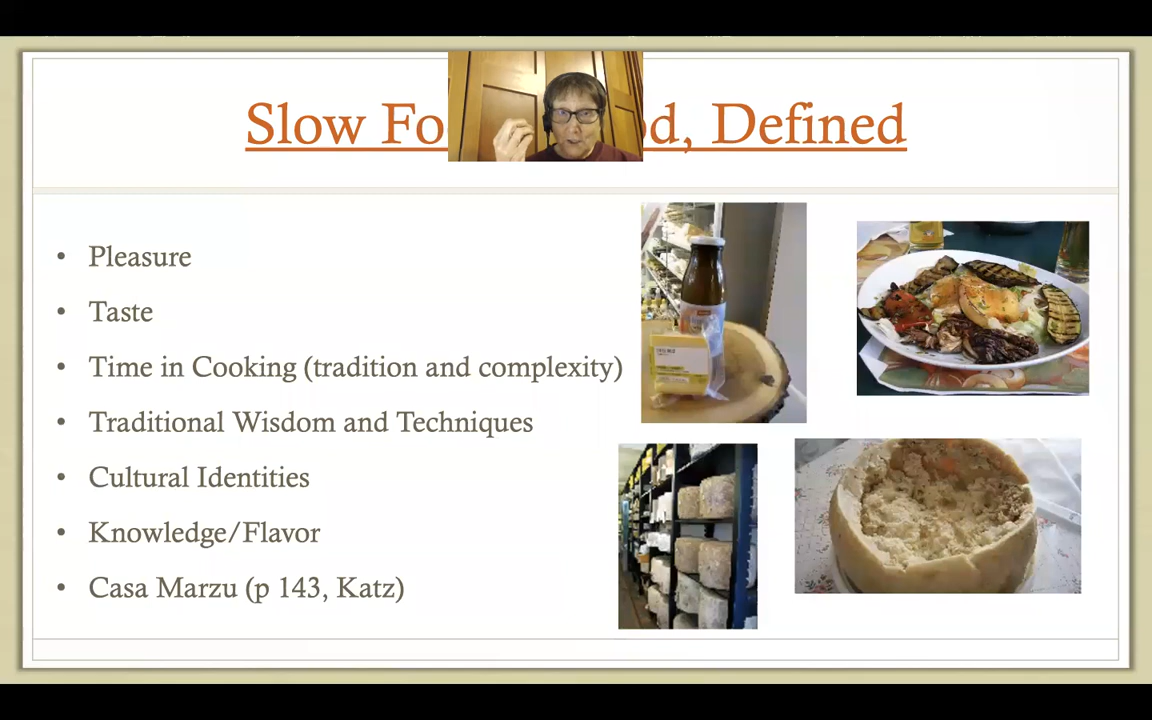 Slow Fo d, Defined
• Pleasure
• Taste
• Time in Cooking (tradition and complexity)
• Traditional Wisdom and Techniques
• Cultural Identities
• Knowledge/Flavor
• Casa Marzu (p 143, Katz)